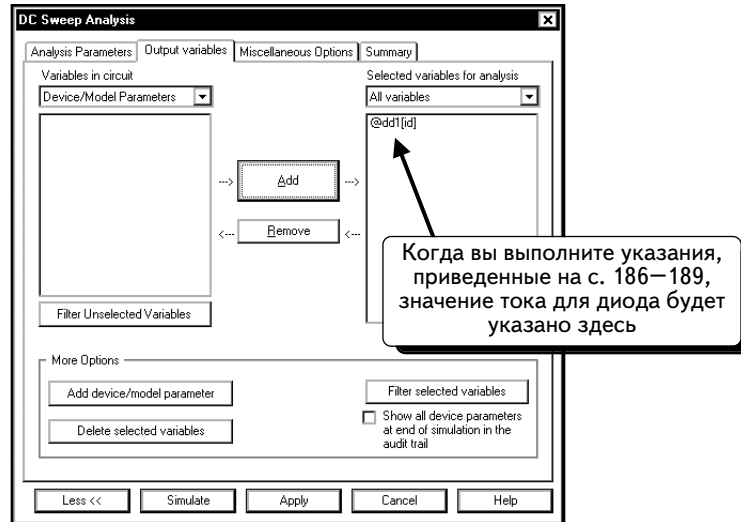 DC Sweep Analysis
Analysis Parameters Output variables Miscellaneous Options Summary
Variables in circuit
Selected variables for analysis
Device/Model Parameters
All variables
@dd1[id]
---> Add --->
<--- Remove <---
Когда вы выполните указания,
приведенные на с. 186—189,
значение тока для диода будет
указано здесь
Filter Unselected Variables
More Options
Add device/model parameter
Filter selected variables
Delete selected variables
Show all device parameters
at end of simulation in the
audit trail
Less << Simulate Apply Cancel Help